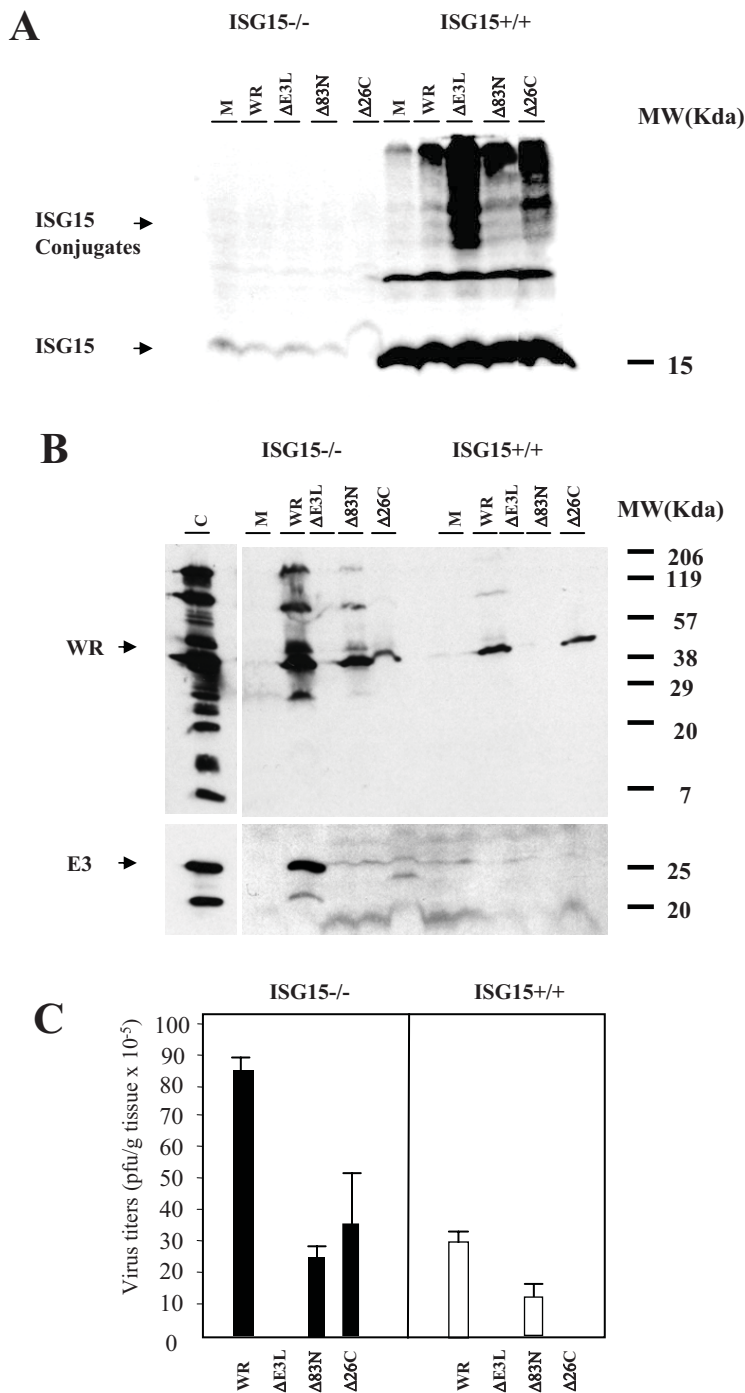 A
ISG15-/- ISG15+/+
M WR ΔE3L Δ83N Δ26C M WR ΔE3L Δ83N Δ26C MW(Kda)
ISG15
Conjugates
ISG15
15
B
ISG15-/- ISG15+/+
C M WR ΔE3L Δ83N Δ26C M WR ΔE3L Δ83N Δ26C MW(Kda)
206
119
57
WR
38
29
20
7
E3
25
20
C
ISG15-/- ISG15+/+
Virus titers (pfu/g tissue x 10-5)
100
90
80
70
60
50
40
30
20
10
0
WR ΔE3L Δ83N Δ26C WR ΔE3L Δ83N Δ26C